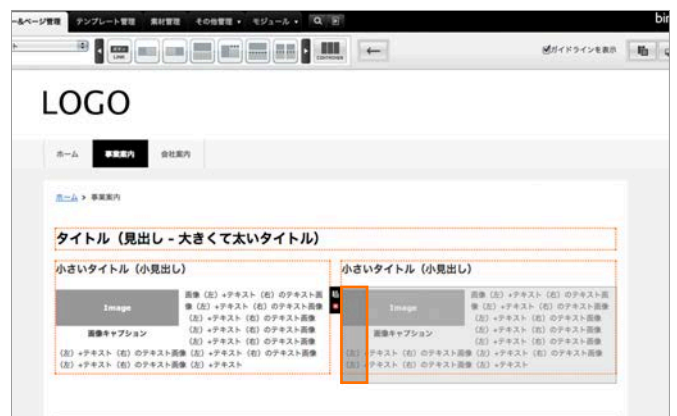 ール&ページ管理 テンプレート管理 素材管理 その他管理 モジュール
LINK CONTAINER ガイドラインを表示
LOGO
ホーム 事業案内 会社案内
ホーム > 事業案内
タイトル（見出し - 大きくて太いタイトル）
小さいタイトル（小見出し）
Image
画像キャプション
画像（左）+テキスト（右）のテキスト画
像（左）+テキスト（右）のテキスト画像
（左）+テキスト（右）のテキスト画像
（左）+テキスト（右）のテキスト画像
（左）+テキスト（右）のテキスト画像
（左）+テキスト（右）のテキスト画像（左）+テキスト（右）のテキスト画像
（左）+テキスト（右）のテキスト画像（左）+テキスト
小さいタイトル（小見出し）
Image
画像キャプション
画像（左）+テキスト（右）のテキスト画
像（左）+テキスト（右）のテキスト画像
（左）+テキスト（右）のテキスト画像
（左）+テキスト（右）のテキスト画像
（左）+テキスト（右）のテキスト画像
（左）+テキスト（右）のテキスト画像（左）+テキスト（右）のテキスト画像
（左）+テキスト（右）のテキスト画像（左）+テキスト